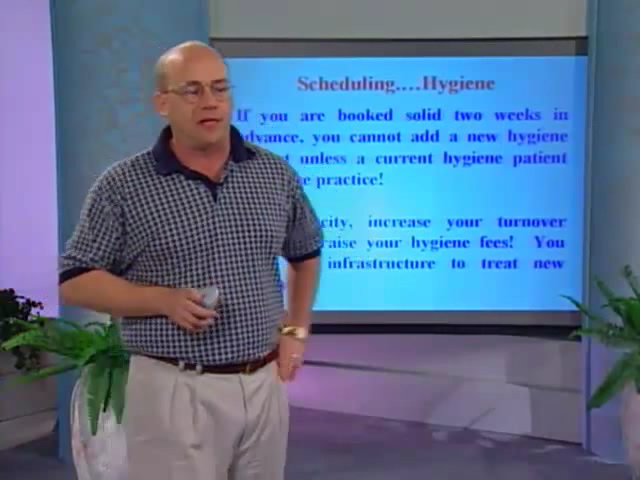 Scheduling....Hygiene
If you are booked solid two weeks in
advance, you cannot add a new hygiene
unless a current hygiene patient
practice!
increase your turnover
raise your hygiene fees! You
infrastructure to treat new